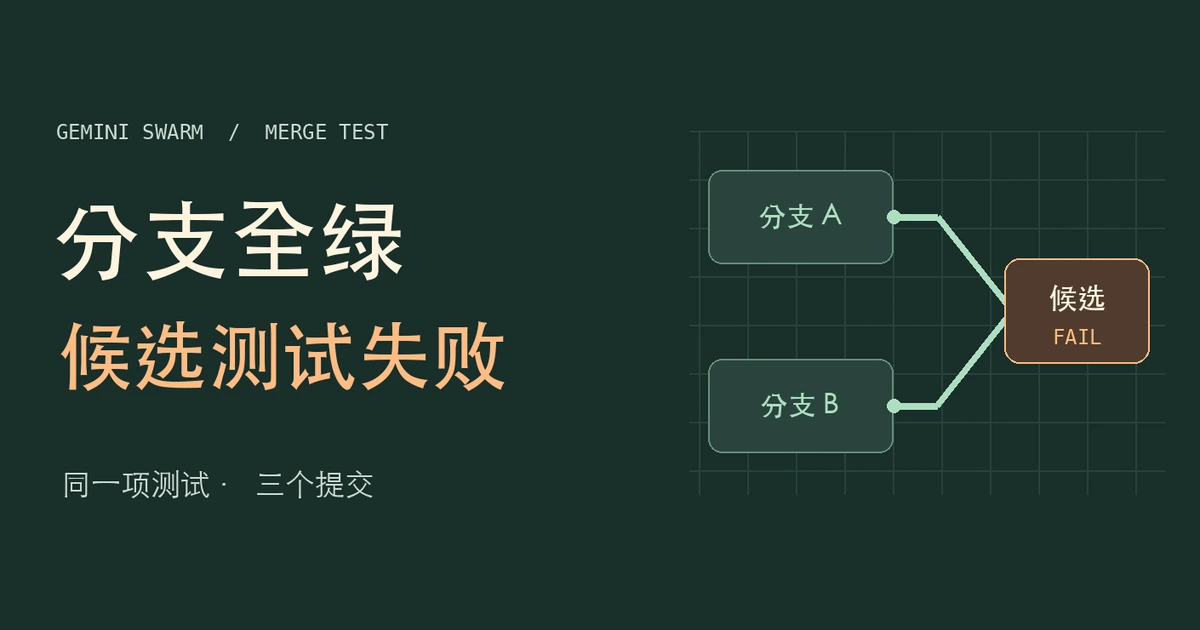 GEMINI SWARM / MERGE TEST
分支全绿
候选测试失败
同一项测试 · 三个提交
分支 A
候选
FAIL
分支 B